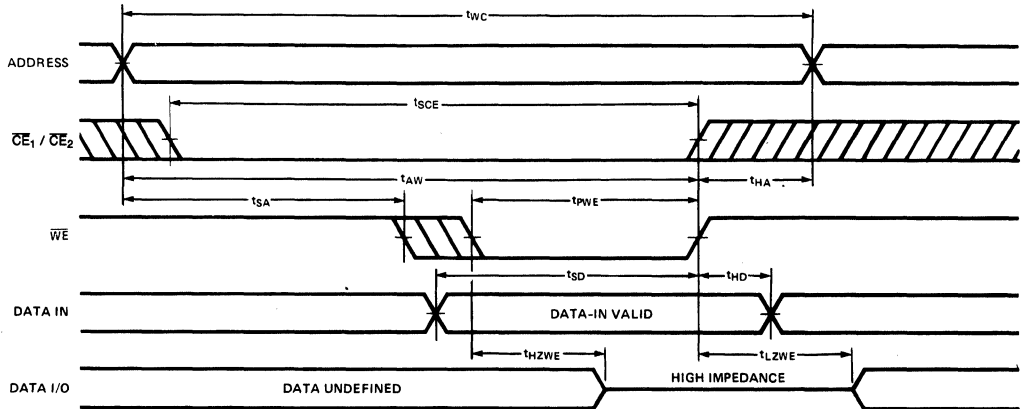 tWC
ADDRESS
tSCE
CE1 / CE2
tAW
tHA
tSA
tPWE
WE
tSD
tHD
DATA IN
DATA-IN VALID
tHZWE
tLZWE
HIGH IMPEDANCE
DATA I/O
DATA UNDEFINED